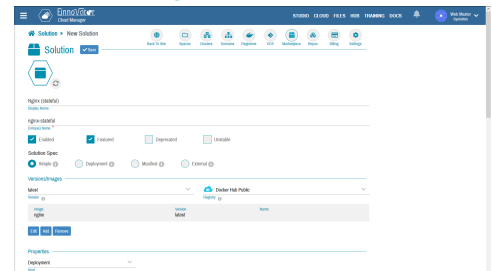 EinnoVator
Cloud Manager
STUDIO CLOUD FILES HUB TRAINING DOCS
Web Master
Operation
Solution New Solution
Back To Site Spaces Clusters Domains Registries VCS Marketplace Repos Billing Settings
Solution Save
Nginx (stateful)
Display Name
nginx-stateful
(Unique) Name *
Enabled Featured Deprecated Unstable
Solution Spec
Simple Deployment Manifest External
Versions/Images
latest Docker Hub Public
Version Registry
Image Version Name
nginx latest
Edit Add Remove
Properties
Deployment
Kind